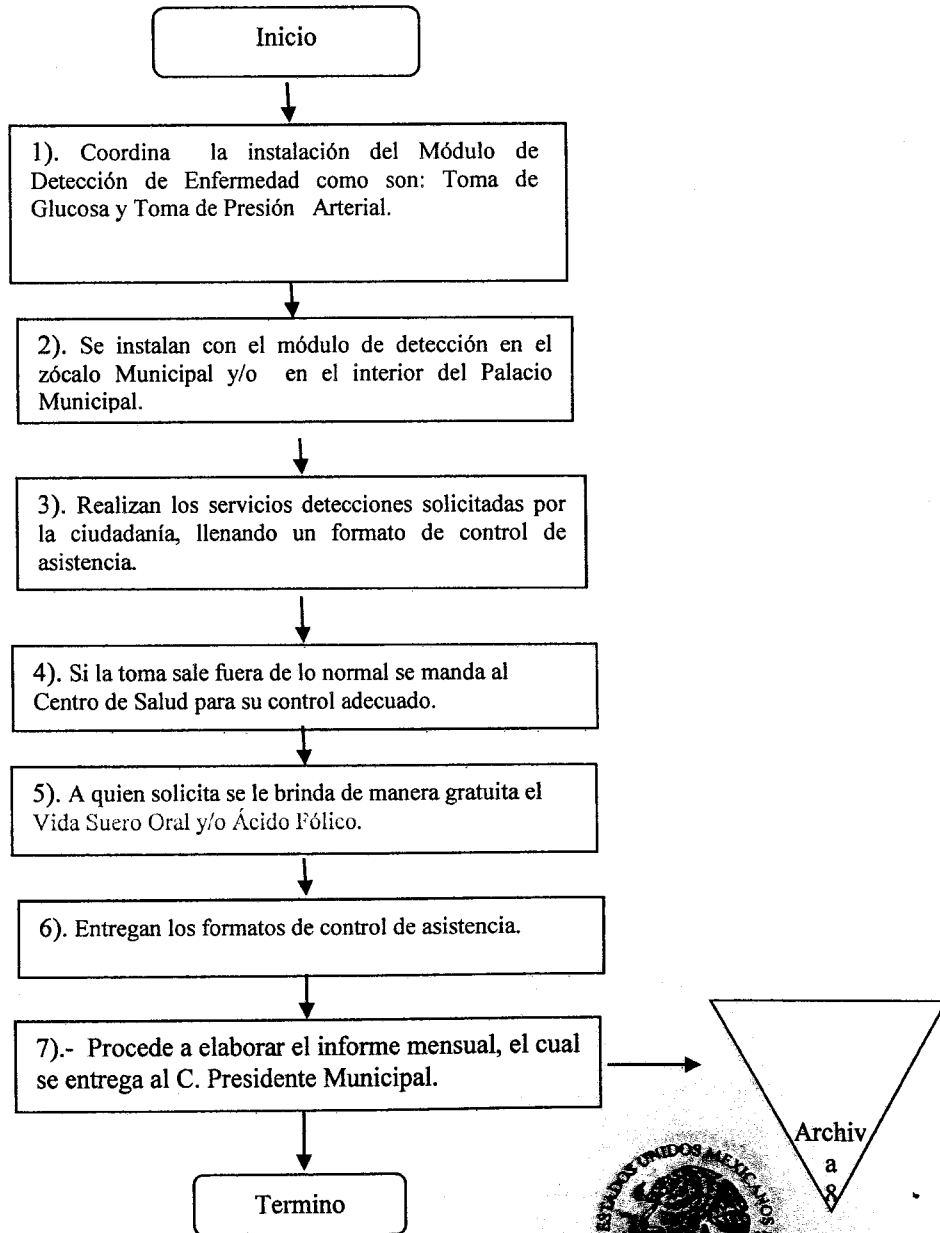 Inicio
1). Coordina la instalación del Módulo de
Detección de Enfermedad como son: Toma de
Glucosa y Toma de Presión Arterial.
2). Se instalan con el módulo de detección en el
zócalo Municipal y/o en el interior del Palacio
Municipal.
3). Realizan los servicios detecciones solicitadas por
la ciudadanía, llenando un formato de control de
asistencia.
4). Si la toma sale fuera de lo normal se manda al
Centro de Salud para su control adecuado.
5). A quien solicita se le brinda de manera gratuita el
Vida Suero Oral y/o Ácido Fólico.
6). Entregan los formatos de control de asistencia.
7).- Procede a elaborar el informe mensual, el cual
se entrega al C. Presidente Municipal.
Archiv
a
8
Termino
ESTADOS UNIDOS MEXICANOS